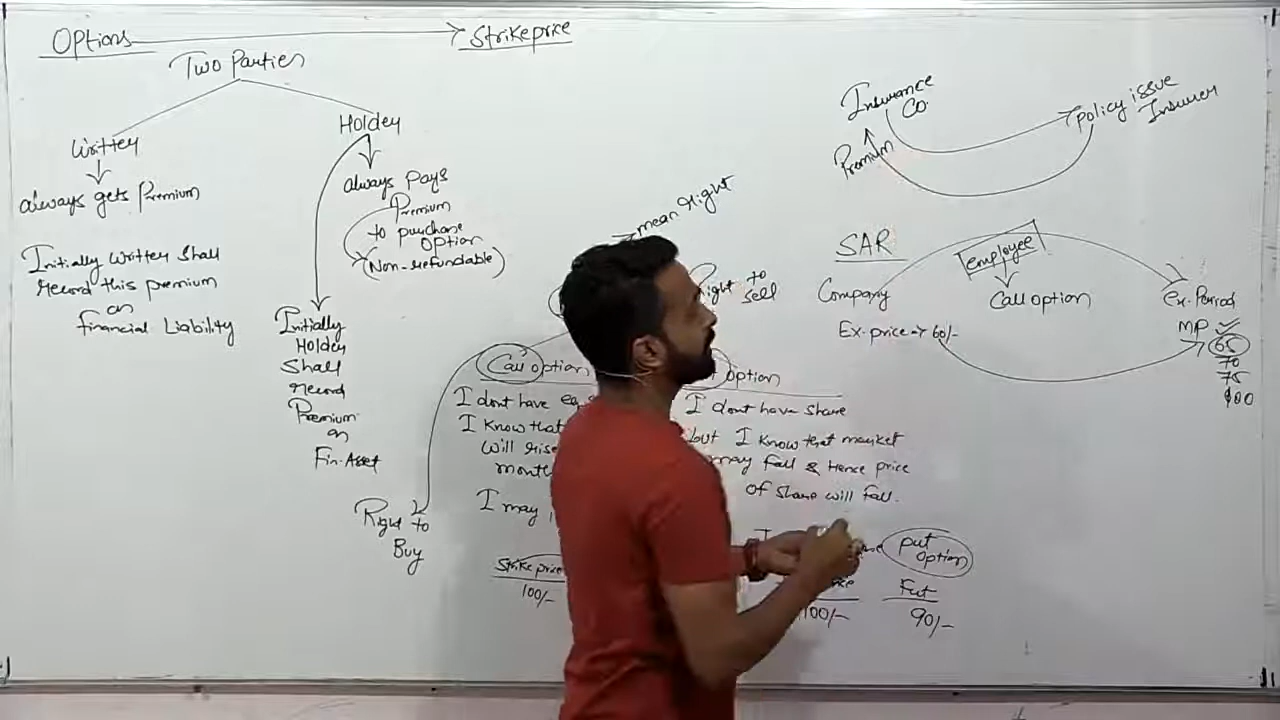 Options
Strikeprice
Two Parties
Writter
always gets Premium
Initially Writter Shall
record this premium
as
financial Liability
Holder
always pays
Premium
to purchase
option
(Non-refundable)
Initially
Holder
Shall
record
Premium
as
Fin-Asset
mean right
Right to
sell
Call option
I dont have
I know that
will rise
month
I may
Strike price
100/-
Right to
Buy
option
I dont have share
but I know that market
may fall & Hence price
of share will fall.
put
option
100/-
Fut
90/-
Insurance
Co.
Premium
policy issue
Insurer
SAR
Company
Ex-price → 60/-
employee
Call option
ex. Period
MP
65
70
75
100